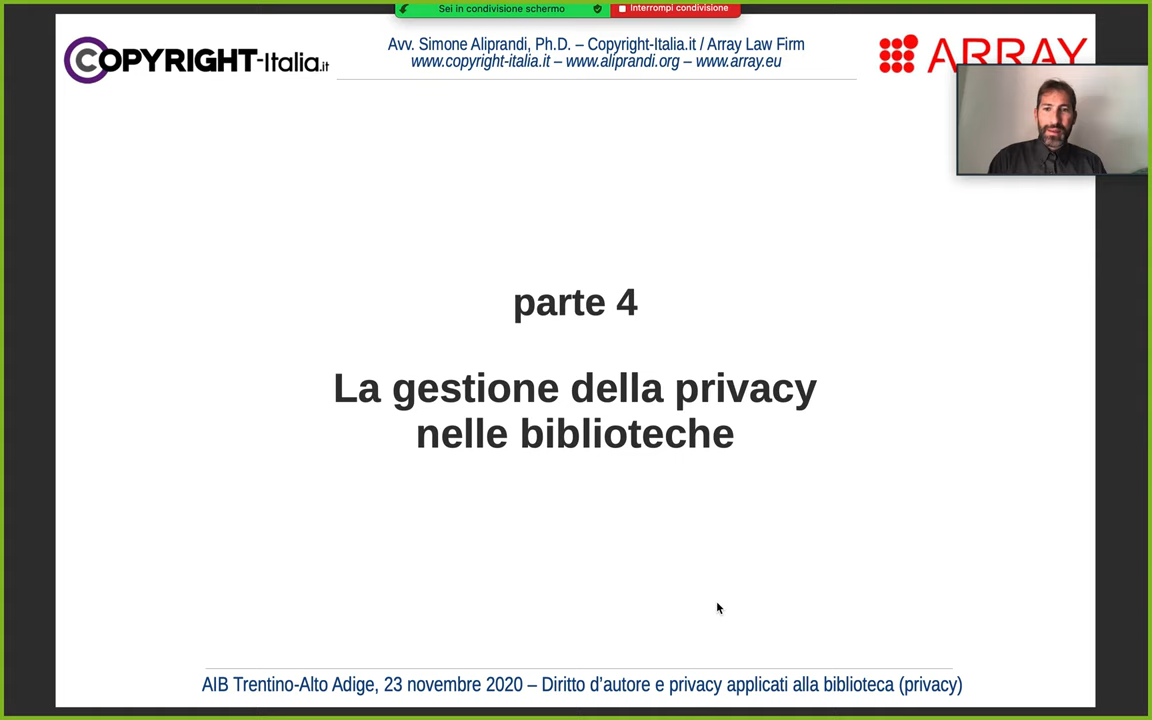 Sei in condivisione schermo
Interrompi condivisione
COPYRIGHT-Italia.it
Avv. Simone Aliprandi, Ph.D. – Copyright-Italia.it / Array Law Firm
www.copyright-italia.it – www.aliprandi.org – www.array.eu
ARRAY
parte 4
La gestione della privacy
nelle biblioteche
AIB Trentino-Alto Adige, 23 novembre 2020 – Diritto d’autore e privacy applicati alla biblioteca (privacy)